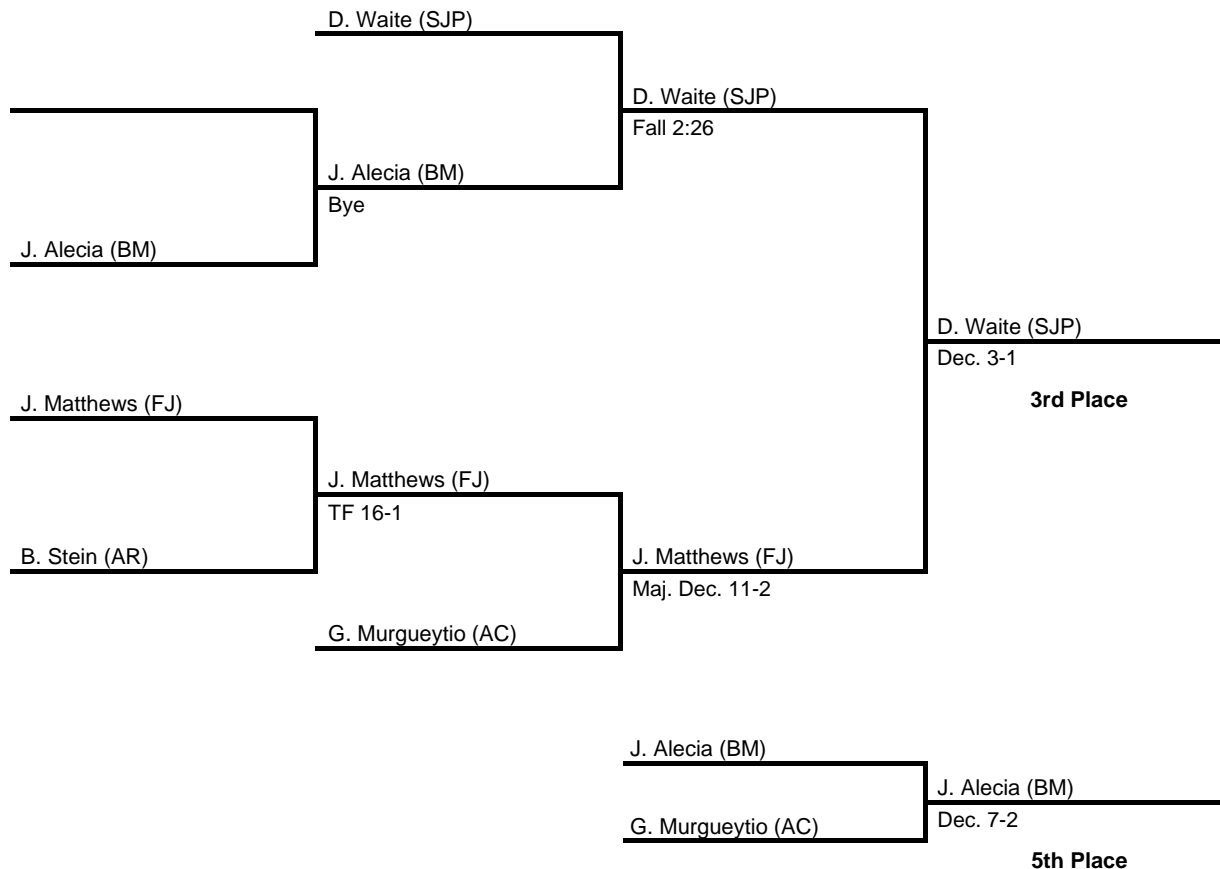 D. Waite (SJP)
D. Waite (SJP)
Fall 2:26
J. Alecia (BM)
Bye
J. Alecia (BM)
D. Waite (SJP)
Dec. 3-1
3rd Place
J. Matthews (FJ)
J. Matthews (FJ)
TF 16-1
B. Stein (AR)
J. Matthews (FJ)
Maj. Dec. 11-2
G. Murgueytio (AC)
J. Alecia (BM)
J. Alecia (BM)
Dec. 7-2
G. Murgueytio (AC)
5th Place